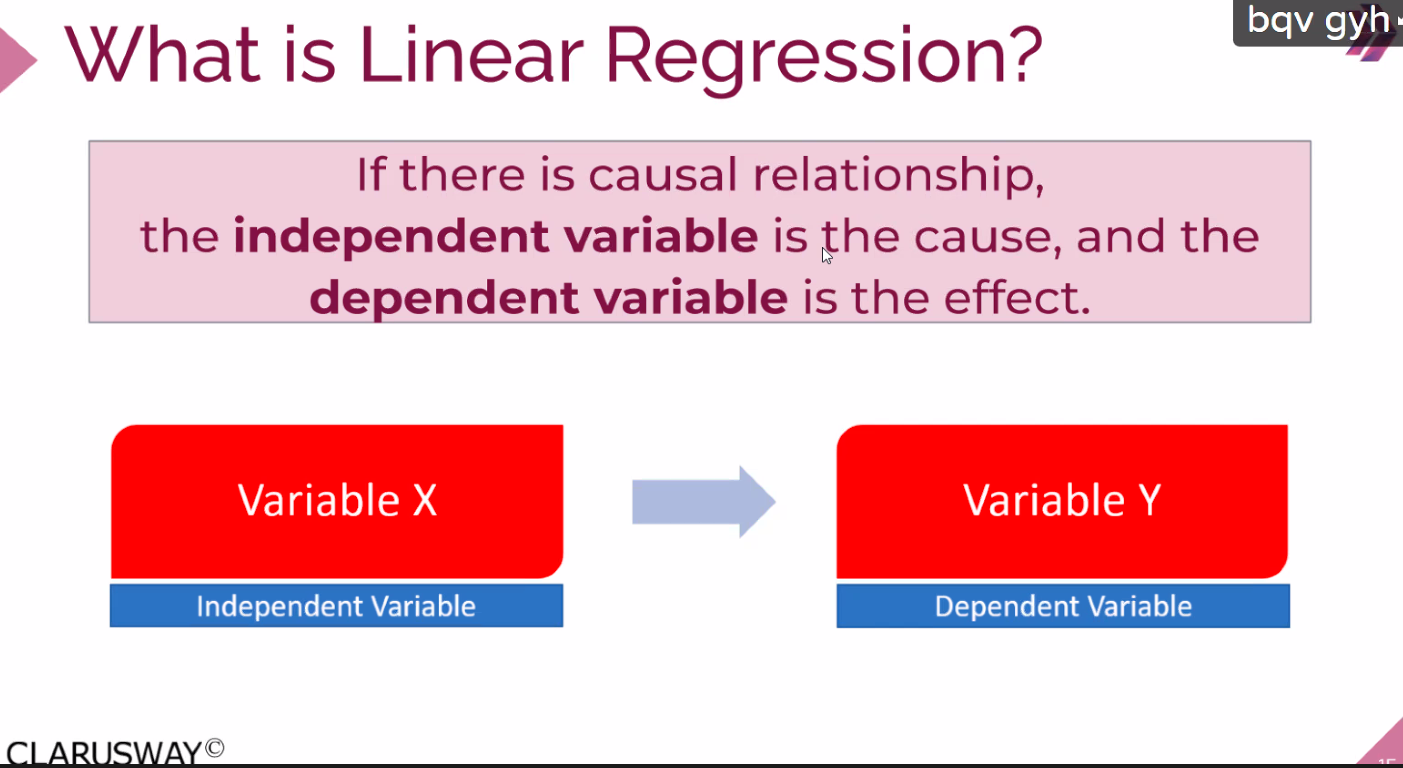 What is Linear Regression?
bqv gyh
If there is causal relationship,
the independent variable is the cause, and the
dependent variable is the effect.
Variable X
Variable Y
Independent Variable
Dependent Variable
CLARUSWAY©